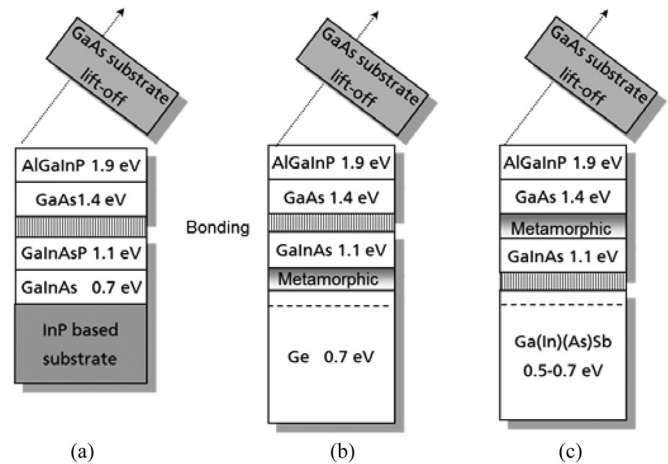 GaAs substrate
lift-off
AlGaInP 1.9 eV
GaAs1.4 eV
GaInAsP 1.1 eV
GaInAs 0.7 eV
InP based
substrate
(a)
Bonding
GaAs substrate
lift-off
AlGaInP 1.9 eV
GaAs 1.4 eV
GaInAs 1.1 eV
Metamorphic
Ge 0.7 eV
(b)
GaAs substrate
lift-off
AlGaInP 1.9 eV
GaAs 1.4 eV
Metamorphic
GaInAs 1.1 eV
Ga(In)(As)Sb
0.5-0.7 eV
(c)